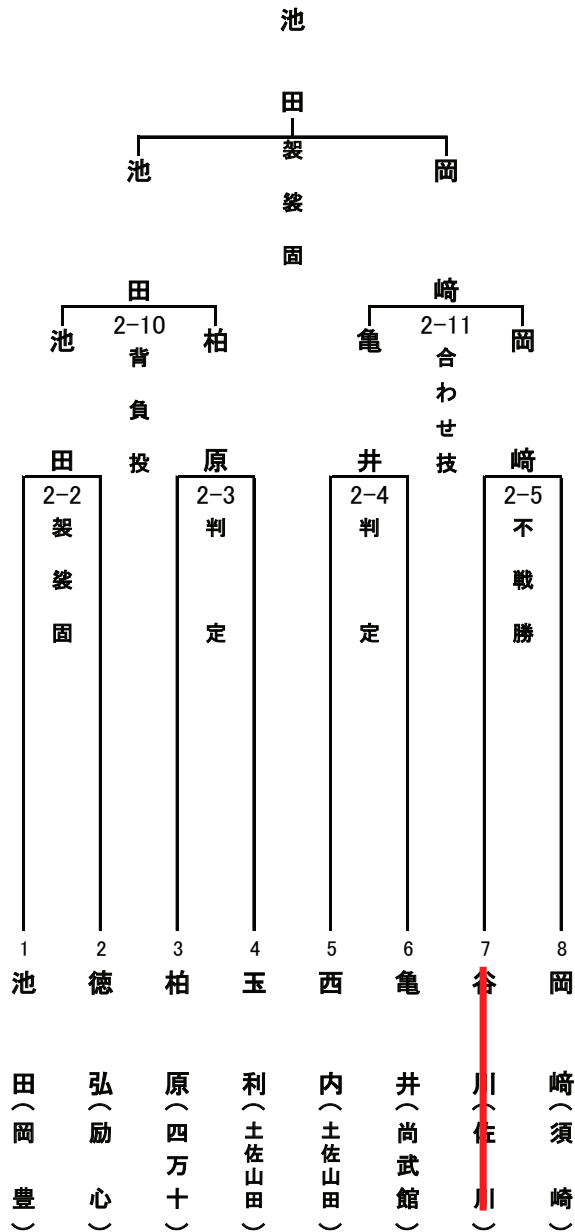 池田
袈裟固
池田
岡﨑
2-10
背負投
2-11
合わせ技
池田
柏原
亀井
岡﨑
2-2
袈裟固
2-3
判定
2-4
判定
2-5
不戦勝
1
池田(岡豊)
2
徳弘(励心)
3
柏原(四万十)
4
玉利(土佐山田)
5
西内(土佐山田)
6
亀井(尚武館)
7
谷川(佐川)
8
岡﨑(須崎)